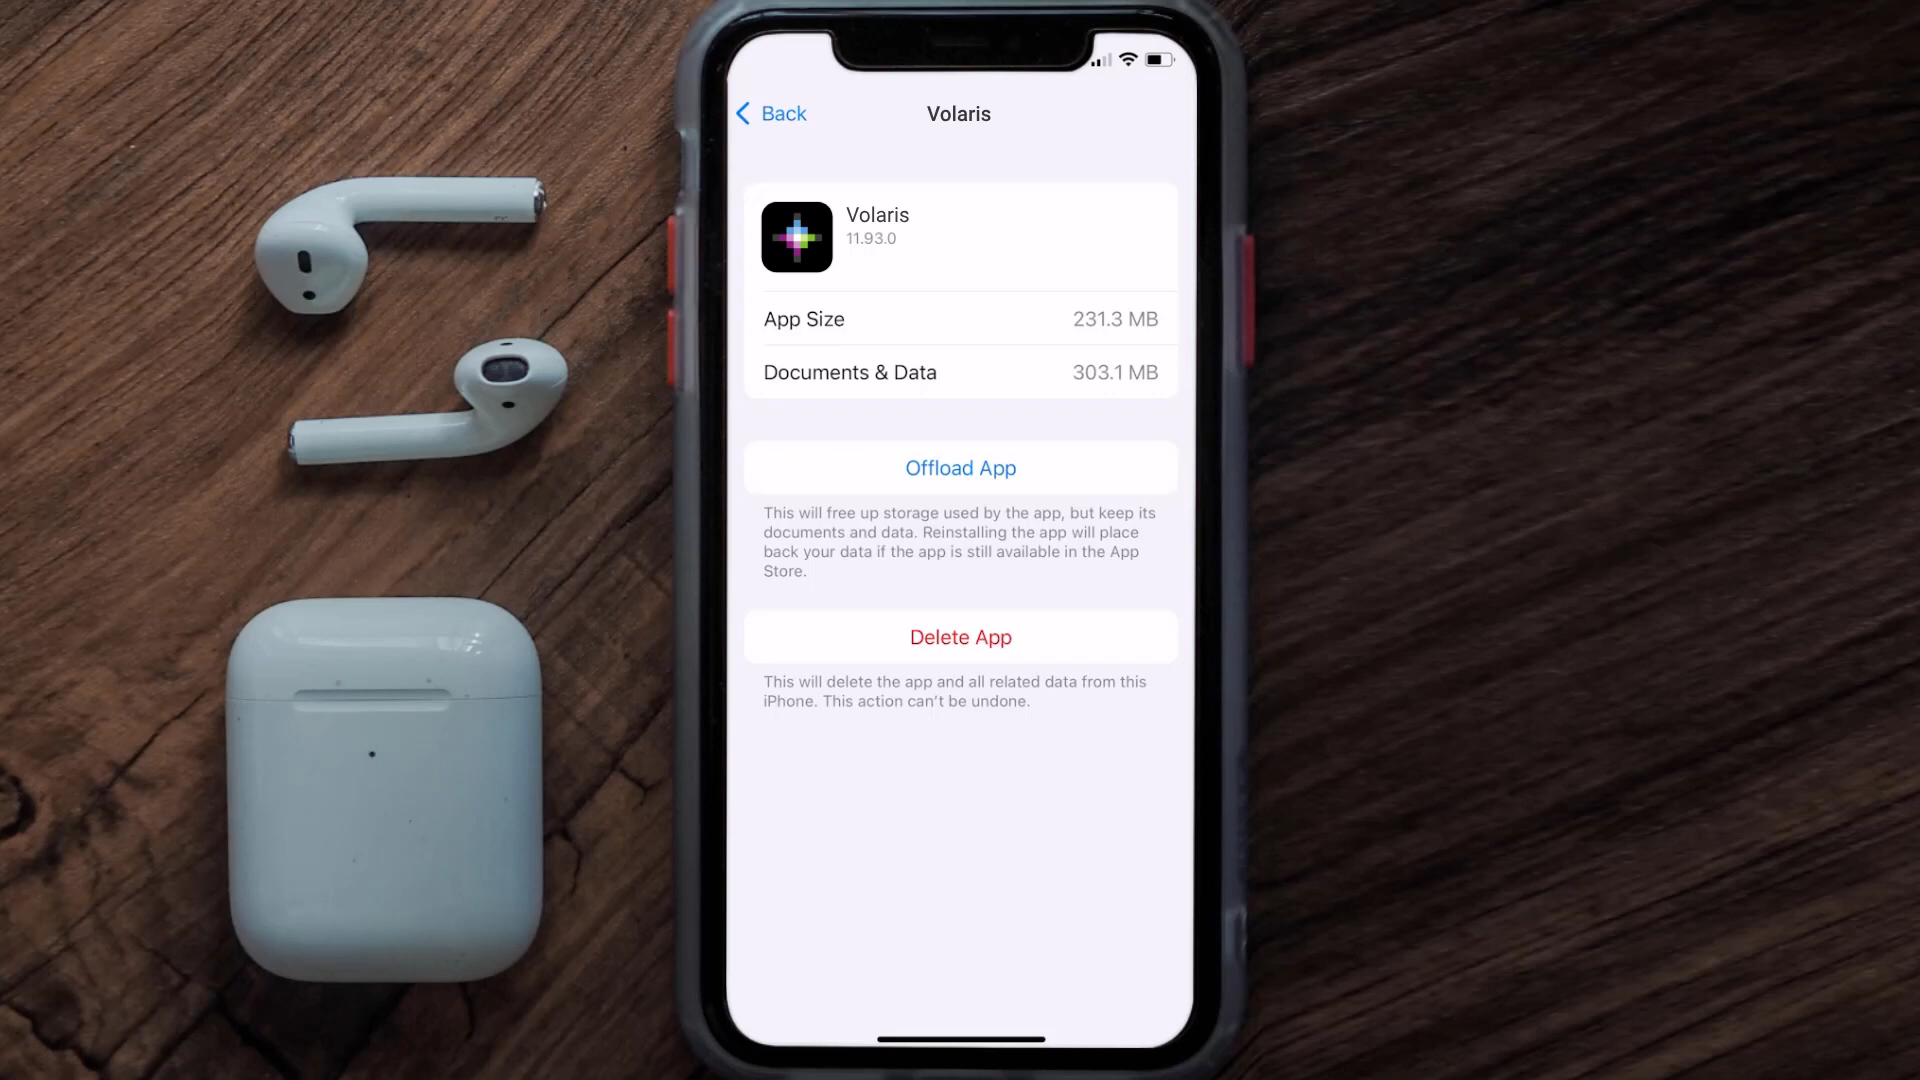 Back
Volaris
Volaris
11.93.0
App Size 231.3 MB
Documents & Data 303.1 MB
Offload App
This will free up storage used by the app, but keep its
documents and data. Reinstalling the app will place
back your data if the app is still available in the App
Store.
Delete App
This will delete the app and all related data from this
iPhone. This action can’t be undone.